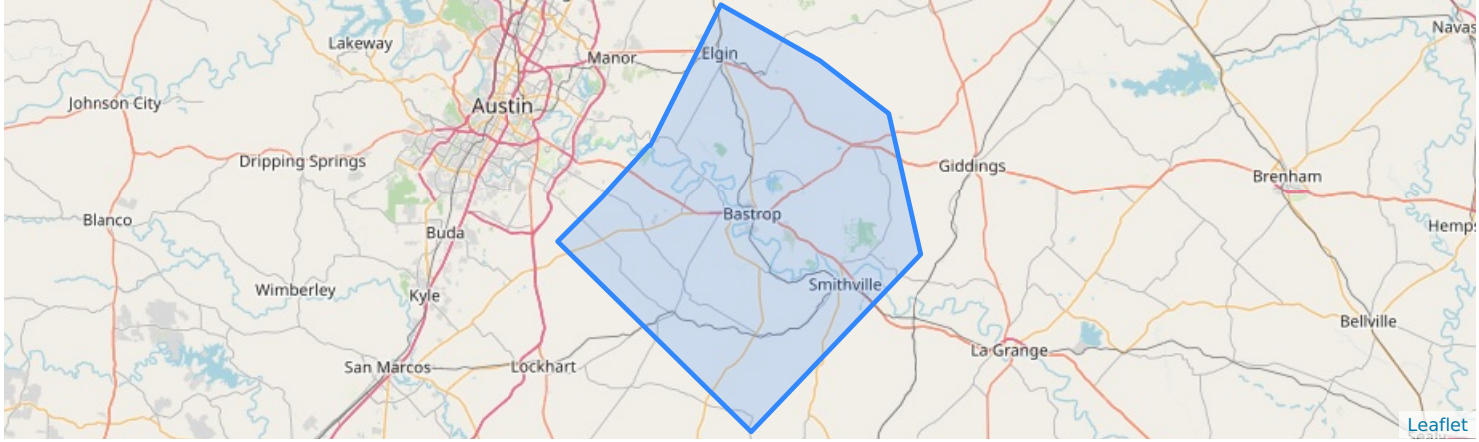 Lakeway
Manor
Elgin
Navas
Johnson City
Austin
Dripping Springs
Giddings
Brenham
Blanco
Buda
Bastrop
Hemps
Wimberley
Kyle
Smithville
Bellville
San Marcos
Lockhart
La Grange
Leaflet